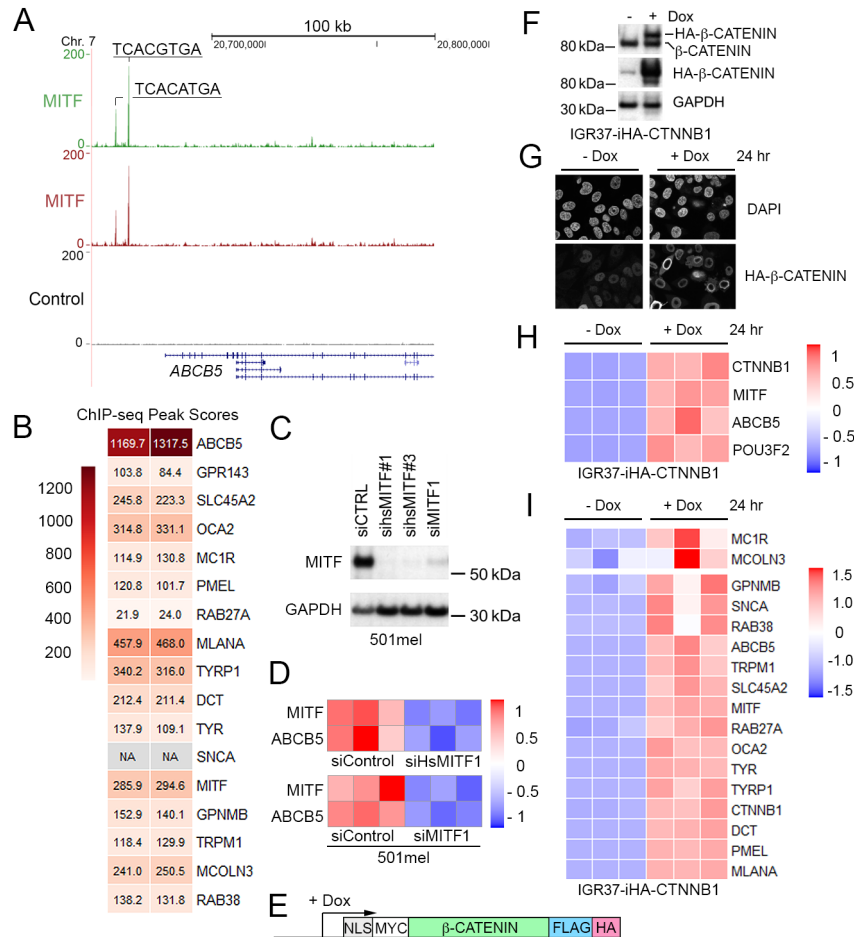 A
100 kb
Chr. 7
20,700,000I
I
20,800,000I
200
TCACGTGA
TCACATGA
MITF
0
200
MITF
0
200
Control
0
ABCB5
B
ChIP-seq Peak Scores
1200
1000
800
600
400
200
1169.7 1317.5 ABCB5
103.8 84.4 GPR143
245.8 223.3 SLC45A2
314.8 331.1 OCA2
114.9 130.8 MC1R
120.8 101.7 PMEL
21.9 24.0 RAB27A
457.9 468.0 MLANA
340.2 316.0 TYRP1
212.4 211.4 DCT
137.9 109.1 TYR
NA NA SNCA
285.9 294.6 MITF
152.9 140.1 GPNMB
118.4 129.9 TRPM1
241.0 250.5 MCOLN3
138.2 131.8 RAB38
C
siCTRL
sihsMITF#1
sihsMITF#3
siMITF1
MITF
50 kDa
GAPDH
30 kDa
501mel
D
MITF
ABCB5
siControl siHsMITF1
MITF
ABCB5
siControl siMITF1
501mel
1
0.5
0
- 0.5
- 1
E
+ Dox
NLS MYC β-CATENIN FLAG HA
F
- + Dox
HA-β-CATENIN
80 kDa β-CATENIN
80 kDa HA-β-CATENIN
30 kDa GAPDH
IGR37-iHA-CTNNB1
G
- Dox + Dox 24 hr
DAPI
HA-β-CATENIN
H
- Dox + Dox 24 hr
CTNNB1
MITF
ABCB5
POU3F2
IGR37-iHA-CTNNB1
1
0.5
0
- 0.5
- 1
I
- Dox + Dox 24 hr
MC1R
MCOLN3
GPNMB
SNCA
RAB38
ABCB5
TRPM1
SLC45A2
MITF
RAB27A
OCA2
TYR
TYRP1
CTNNB1
DCT
PMEL
MLANA
IGR37-iHA-CTNNB1
1.5
1.0
0
-1.0
-1.5